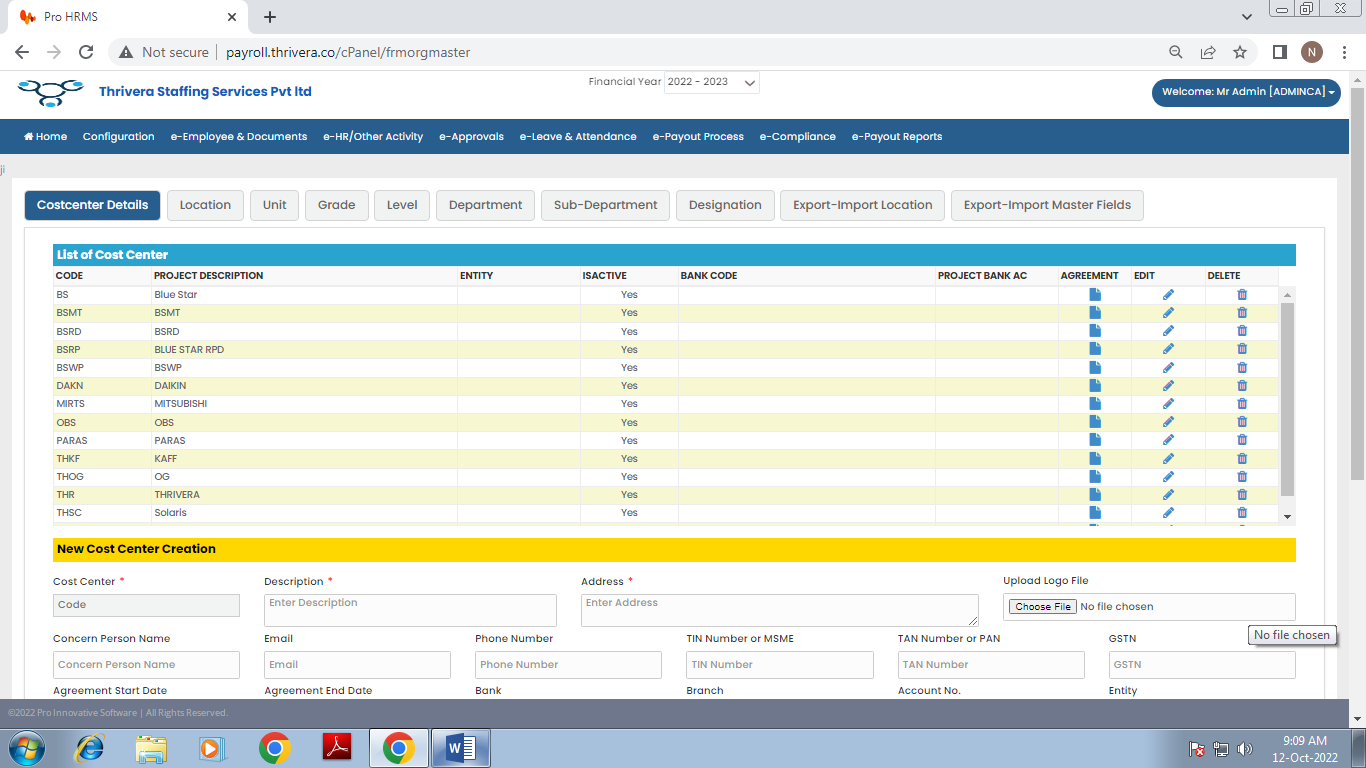 Pro HRMS
Not secure
payroll.thrivera.co/cPanel/frmorgmaster
N
Thrivera Staffing Services Pvt ltd
Financial Year 2022 - 2023
Welcome: Mr Admin [ADMINCA]
Home Configuration e-Employee & Documents e-HR/Other Activity e-Approvals e-Leave & Attendance e-Payout Process e-Compliance e-Payout Reports
ji
Costcenter Details Location Unit Grade Level Department Sub-Department Designation Export-Import Location Export-Import Master Fields
List of Cost Center
CODE PROJECT DESCRIPTION ENTITY ISACTIVE BANK CODE PROJECT BANK AC AGREEMENT EDIT DELETE
BS Blue Star Yes
BSMT BSMT Yes
BSRD BSRD Yes
BSRP BLUE STAR RPD Yes
BSWP BSWP Yes
DAKN DAIKIN Yes
MIRTS MITSUBISHI Yes
OBS OBS Yes
PARAS PARAS Yes
THKF KAFF Yes
THOG OG Yes
THR THRIVERA Yes
THSC Solaris Yes
New Cost Center Creation
Cost Center * Description * Address * Upload Logo File
Code Enter Description Enter Address Choose File No file chosen
No file chosen
Concern Person Name Email Phone Number TIN Number or MSME TAN Number or PAN GSTN
Concern Person Name Email Phone Number TIN Number TAN Number GSTN
Agreement Start Date Agreement End Date Bank Branch Account No. Entity
©2022 Pro Innovative Software | All Rights Reserved.
9:09 AM
12-Oct-2022